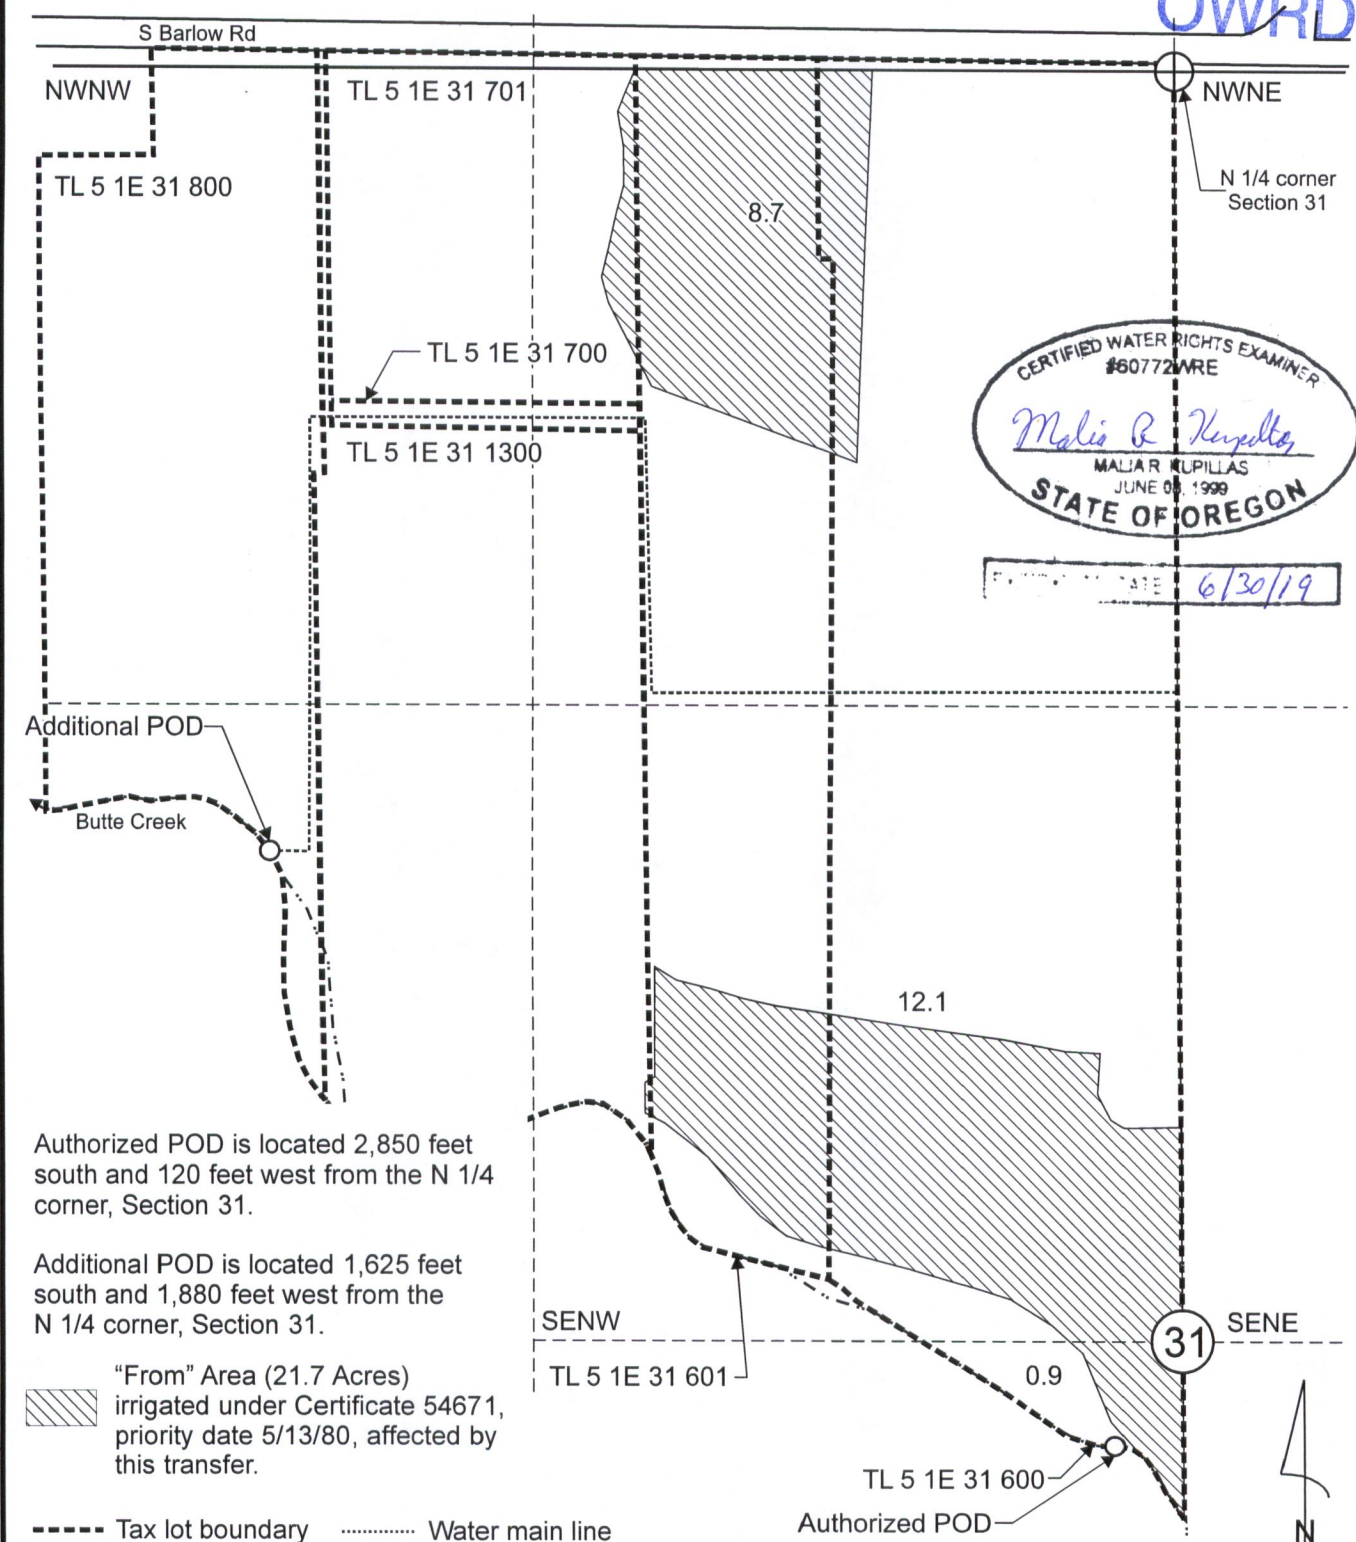 OWRD
S Barlow Rd
NWNW
TL 5 1E 31 701
NWNE
N 1/4 corner
Section 31
TL 5 1E 31 800
8.7
TL 5 1E 31 700
CERTIFIED WATER RIGHTS EXAMINER
#60772WRE
MALIA R KUPILLAS
JUNE 08, 1999
STATE OF OREGON
TL 5 1E 31 1300
DATE 6/30/19
Additional POD
Butte Creek
12.1
Authorized POD is located 2,850 feet
south and 120 feet west from the N 1/4
corner, Section 31.
Additional POD is located 1,625 feet
south and 1,880 feet west from the
N 1/4 corner, Section 31.
SENW
31
SENE
TL 5 1E 31 601
0.9
"From" Area (21.7 Acres)
irrigated under Certificate 54671,
priority date 5/13/80, affected by
this transfer.
TL 5 1E 31 600
Authorized POD
N
Tax lot boundary
Water main line